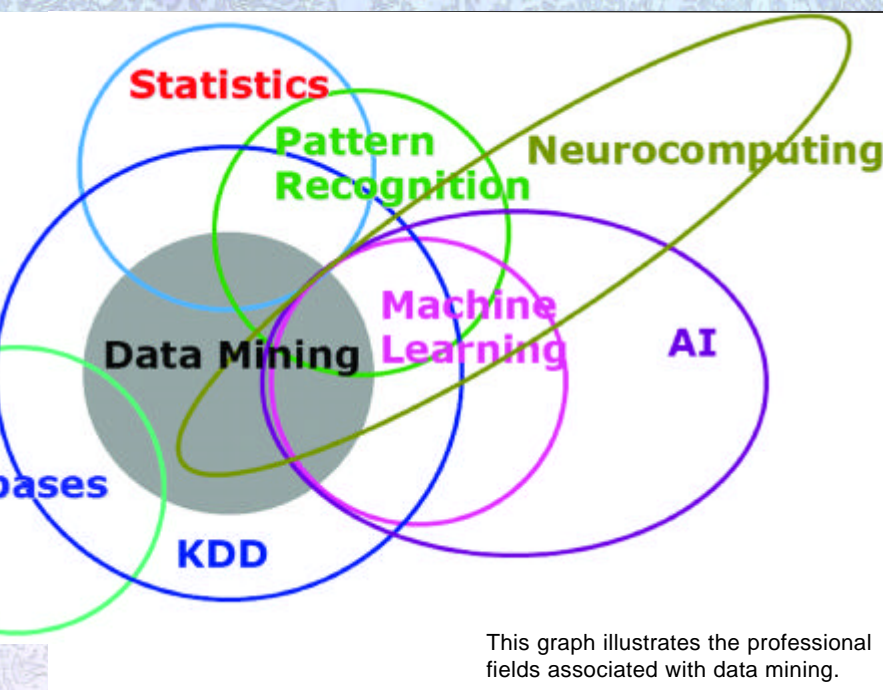 Statistics
Pattern
Recognition
Neurocomputing
Machine
Learning
AI
Data Mining
bases
KDD
This graph illustrates the professional
fields associated with data mining.